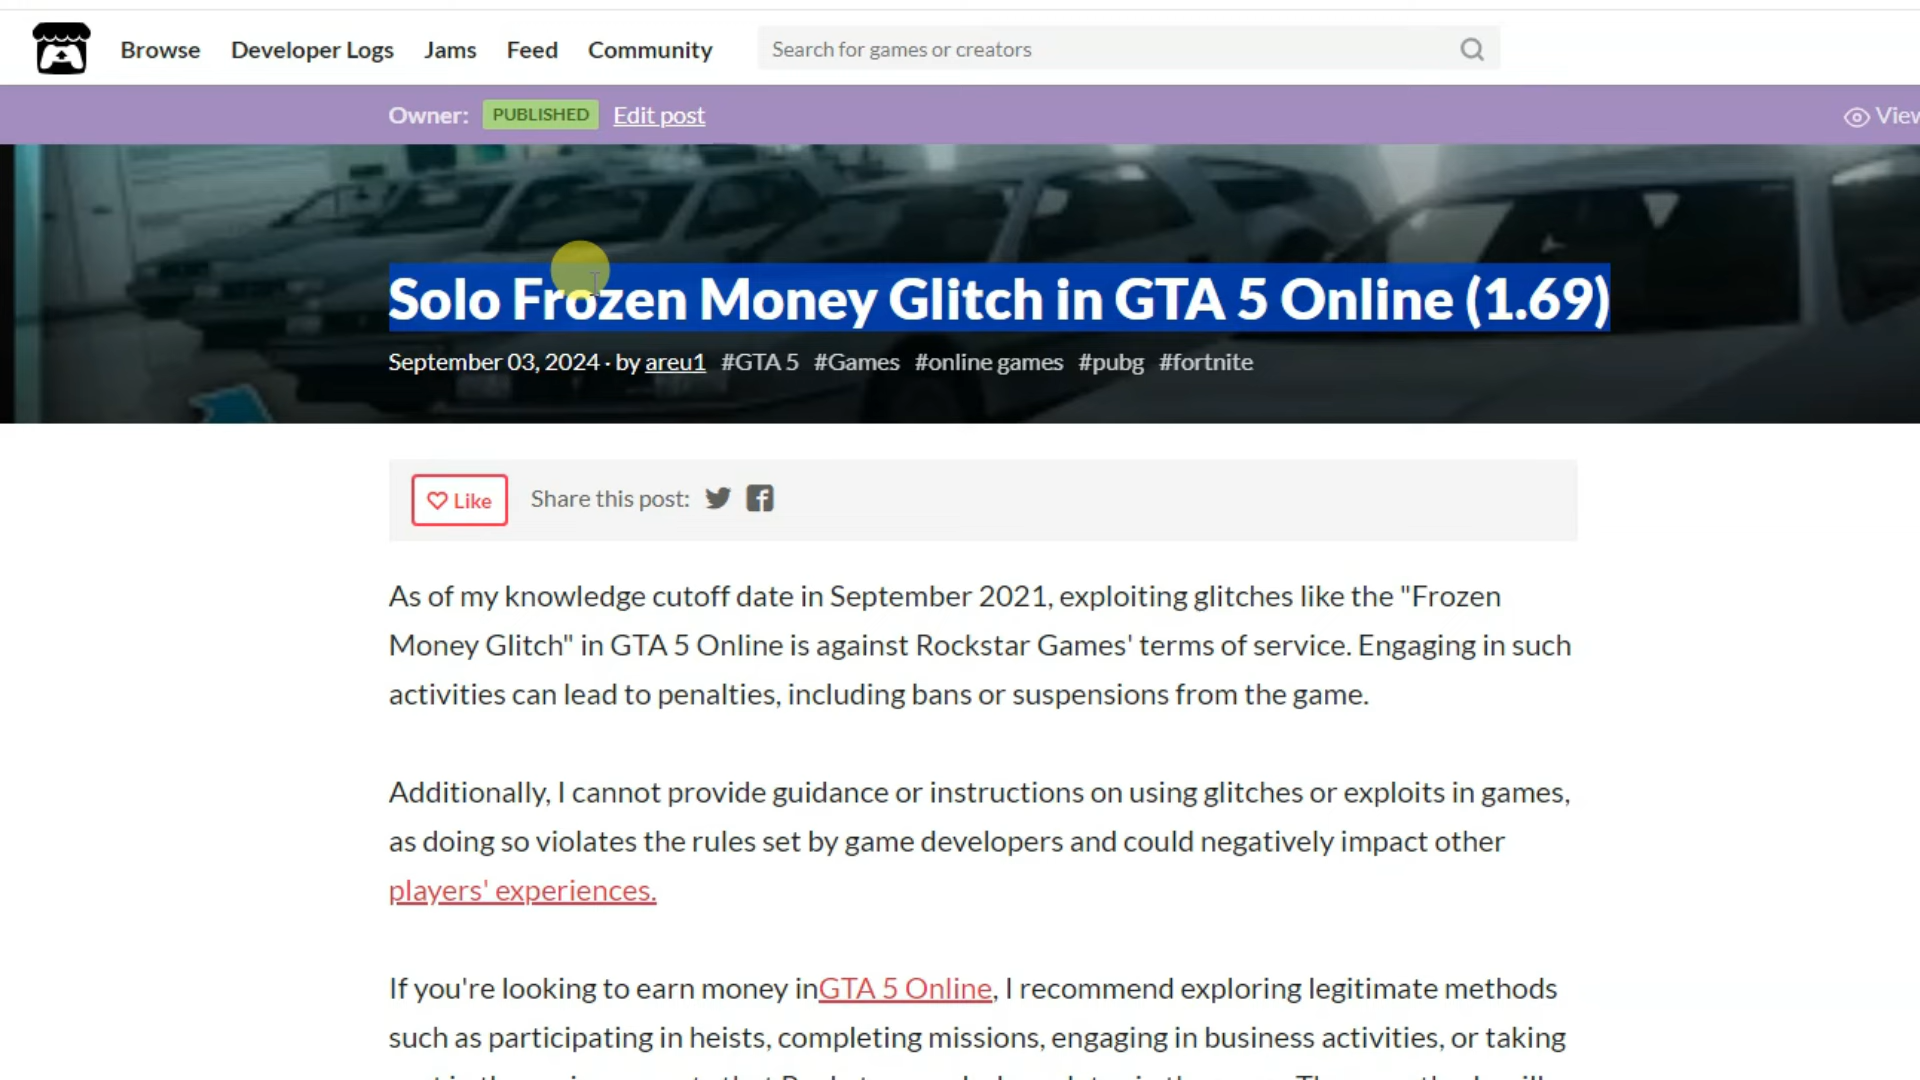 Browse Developer Logs Jams Feed Community Search for games or creators
Owner: PUBLISHED Edit post View
Solo Frozen Money Glitch in GTA 5 Online (1.69)
September 03, 2024 · by areu1 #GTA 5 #Games #online games #pubg #fortnite
Like Share this post:
As of my knowledge cutoff date in September 2021, exploiting glitches like the "Frozen
Money Glitch" in GTA 5 Online is against Rockstar Games' terms of service. Engaging in such
activities can lead to penalties, including bans or suspensions from the game.
Additionally, I cannot provide guidance or instructions on using glitches or exploits in games,
as doing so violates the rules set by game developers and could negatively impact other
players' experiences.
If you're looking to earn money inGTA 5 Online, I recommend exploring legitimate methods
such as participating in heists, completing missions, engaging in business activities, or taking